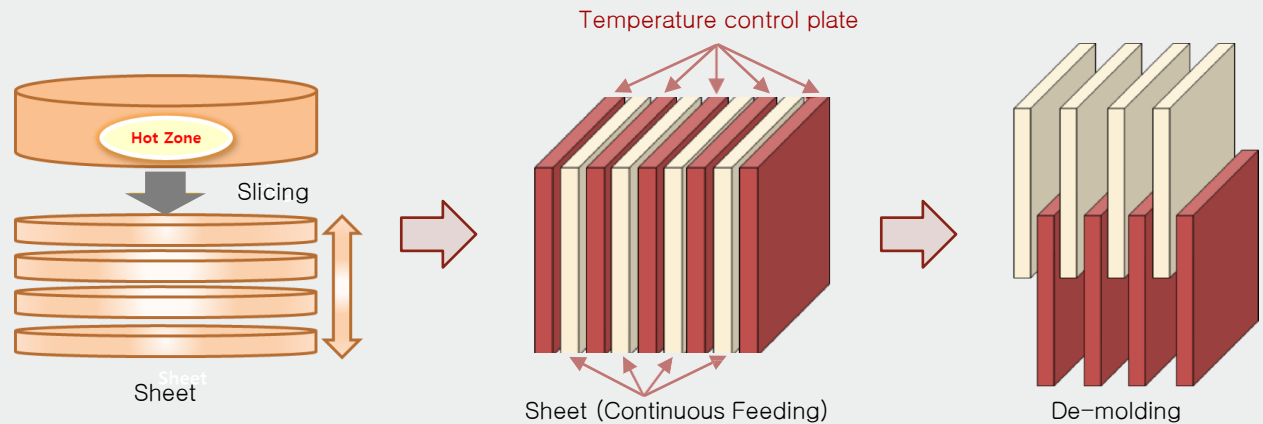 Temperature control plate
Hot Zone
Slicing
Sheet
Sheet
Sheet (Continuous Feeding)
De-molding